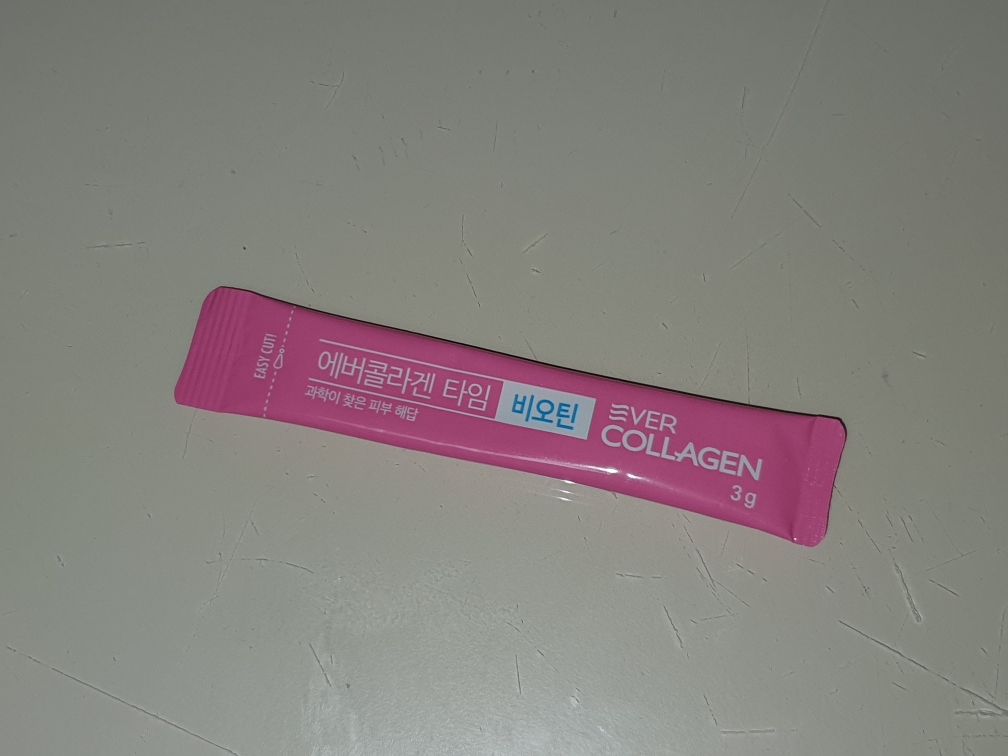 EASY CUT!
에버콜라겐 타임 비오틴
과학이 찾은 피부 해답
EVER
COLLAGEN
3g